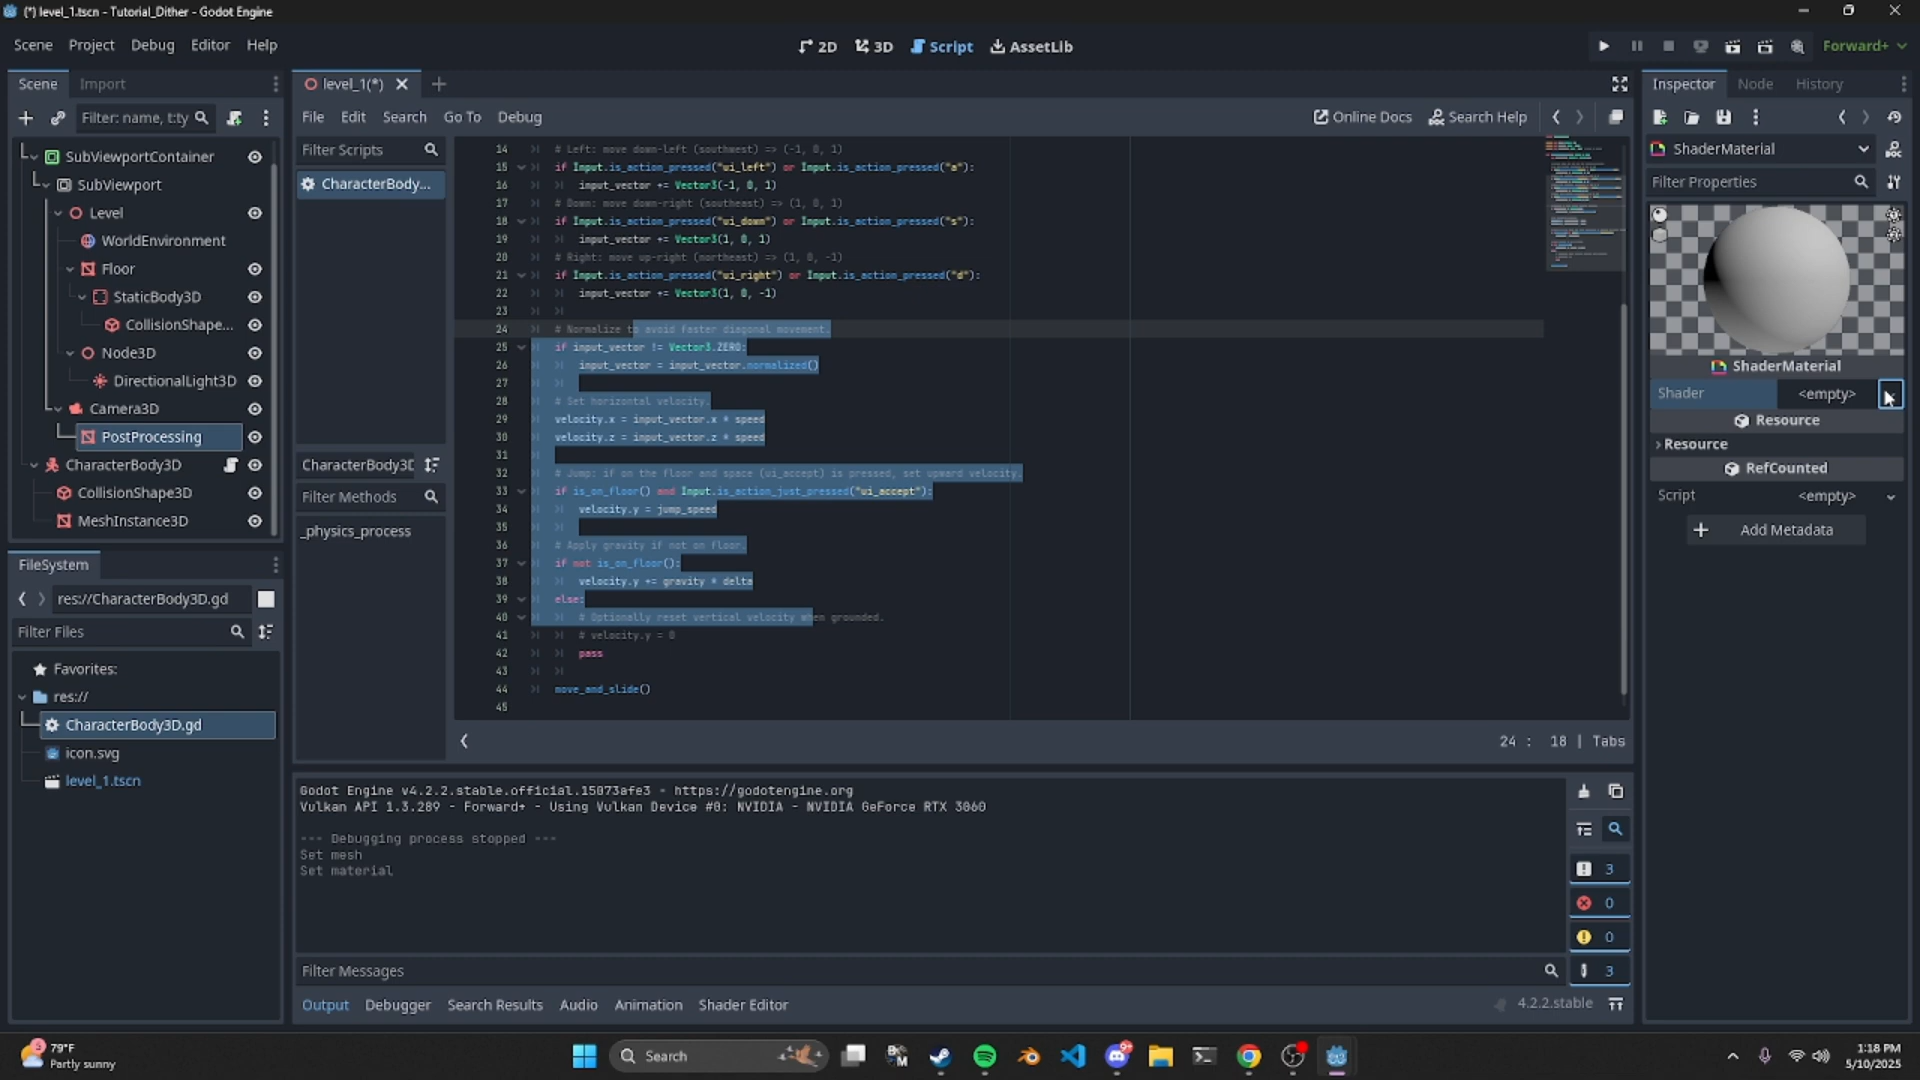 (*) level_1.tscn - Tutorial_Dither - Godot Engine
Scene Project Debug Editor Help
2D 3D Script AssetLib
Forward+
Scene Import
level_1(*)
Inspector Node History
Filter: name, t:ty
File Edit Search Go To Debug
Online Docs Search Help
Filter Scripts
CharacterBody...
ShaderMaterial
Filter Properties
SubViewportContainer
SubViewport
Level
WorldEnvironment
Floor
StaticBody3D
CollisionShape...
Node3D
DirectionalLight3D
Camera3D
PostProcessing
CharacterBody3D
CollisionShape3D
MeshInstance3D
14 # Left: move down-left (southwest) => (-1, 0, 1)
15 if Input.is_action_pressed("ui_left") or Input.is_action_pressed("a"):
16 input_vector += Vector3(-1, 0, 1)
17 # Down: move down-right (southeast) => (1, 0, 1)
18 if Input.is_action_pressed("ui_down") or Input.is_action_pressed("s"):
19 input_vector += Vector3(1, 0, 1)
20 # Right: move up-right (northeast) => (1, 0, -1)
21 if Input.is_action_pressed("ui_right") or Input.is_action_pressed("d"):
22 input_vector += Vector3(1, 0, -1)
23
24 # Normalize to avoid faster diagonal movement.
25 if input_vector != Vector3.ZERO:
26 input_vector = input_vector.normalized()
27
28 # Set horizontal velocity.
29 velocity.x = input_vector.x * speed
30 velocity.z = input_vector.z * speed
31
32 # Jump: if on the floor and space (ui_accept) is pressed, set upward velocity.
33 if is_on_floor() and Input.is_action_just_pressed("ui_accept"):
34 velocity.y = jump_speed
35
36 # Apply gravity if not on floor.
37 if not is_on_floor():
38 velocity.y += gravity * delta
39 else:
40 # Optionally reset vertical velocity when grounded.
41 # velocity.y = 0
42 pass
43
44 move_and_slide()
45
CharacterBody3D
Filter Methods
_physics_process
24 : 18 | Tabs
ShaderMaterial
Shader <empty>
Resource
Resource
RefCounted
Script <empty>
Add Metadata
FileSystem
res://CharacterBody3D.gd
Filter Files
Favorites:
res://
CharacterBody3D.gd
icon.svg
level_1.tscn
Godot Engine v4.2.2.stable.official.15073afe3 - https://godotengine.org
Vulkan API 1.3.289 - Forward+ - Using Vulkan Device #0: NVIDIA - NVIDIA GeForce RTX 3060
--- Debugging process stopped ---
Set mesh
Set material
3
0
0
3
Filter Messages
Output Debugger Search Results Audio Animation Shader Editor
4.2.2.stable
79°F
Partly sunny
Search
1:18 PM
5/10/2025